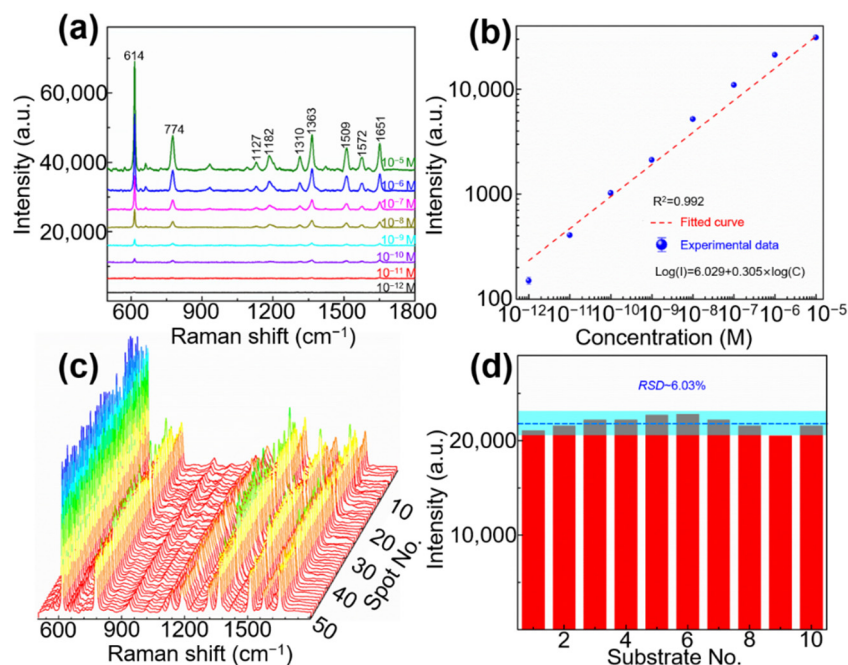 (a)
614
774
1127
1182
1310
1363
1509
1572
1651
60,000
40,000
20,000
10⁻⁵ M
10⁻⁶ M
10⁻⁷ M
10⁻⁸ M
10⁻⁹ M
10⁻¹⁰ M
10⁻¹¹ M
10⁻¹² M
600 900 1200 1500 1800
Raman shift (cm⁻¹)
Intensity (a.u.)
(b)
10,000
1000
100
R²=0.992
Fitted curve
Experimental data
Log(I)=6.029+0.305×log(C)
10⁻¹² 10⁻¹¹ 10⁻¹⁰ 10⁻⁹ 10⁻⁸ 10⁻⁷ 10⁻⁶ 10⁻⁵
Concentration (M)
Intensity (a.u.)
(c)
10
20
30
40
50
Spot No.
600 900 1200 1500
Raman shift (cm⁻¹)
(d)
RSD~6.03%
20,000
10,000
2 4 6 8 10
Substrate No.
Intensity (a.u.)